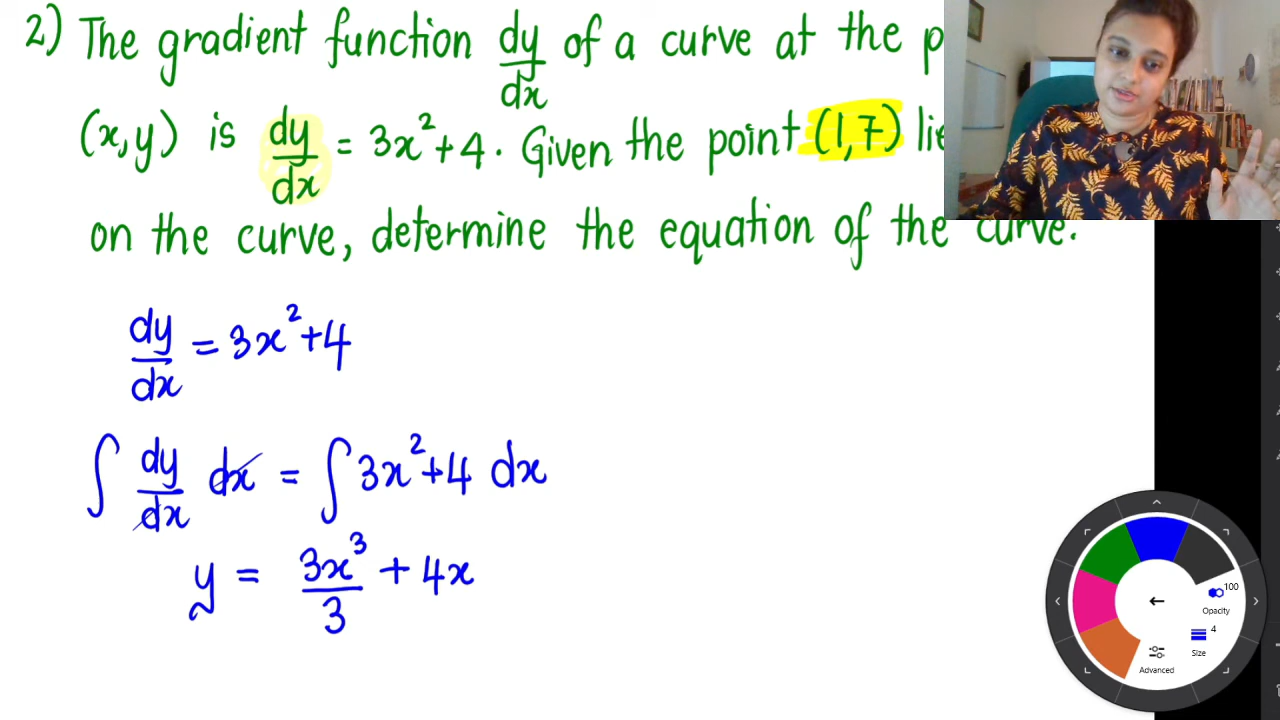 2) The gradient function dy/dx of a curve at the p
(x,y) is dy/dx = 3x²+4. Given the point (1,7) lie
on the curve, determine the equation of the curve.
dy/dx = 3x²+4
∫ dy/dx dx = ∫ 3x²+4 dx
y = 3x³/3 + 4x
100
Opacity
4
Size
Advanced